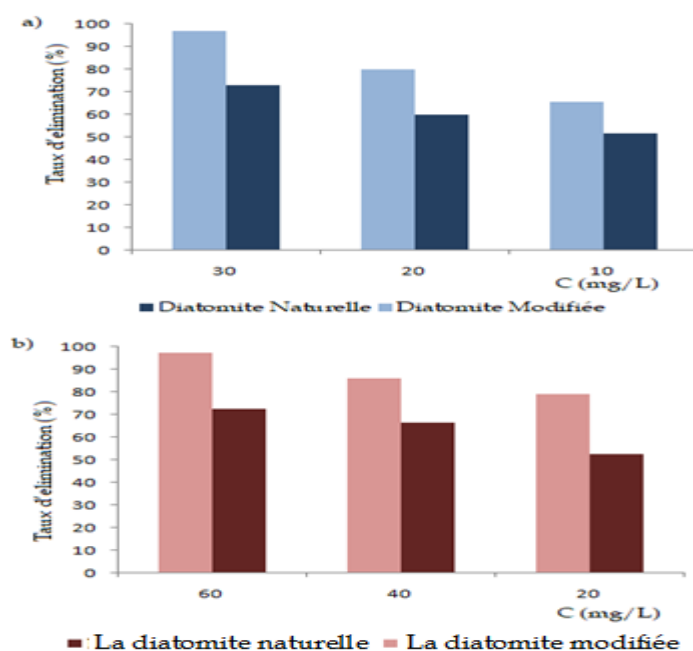 a)
Taux d'élimination (%)
100
90
80
70
60
50
40
30
20
10
0
30 20 10
C (mg/L)
Diatomite Naturelle Diatomite Modifiée
b)
Taux d'élimination (%)
100
90
80
70
60
50
40
30
20
10
0
60 40 20
C (mg/L)
La diatomite naturelle La diatomite modifiée